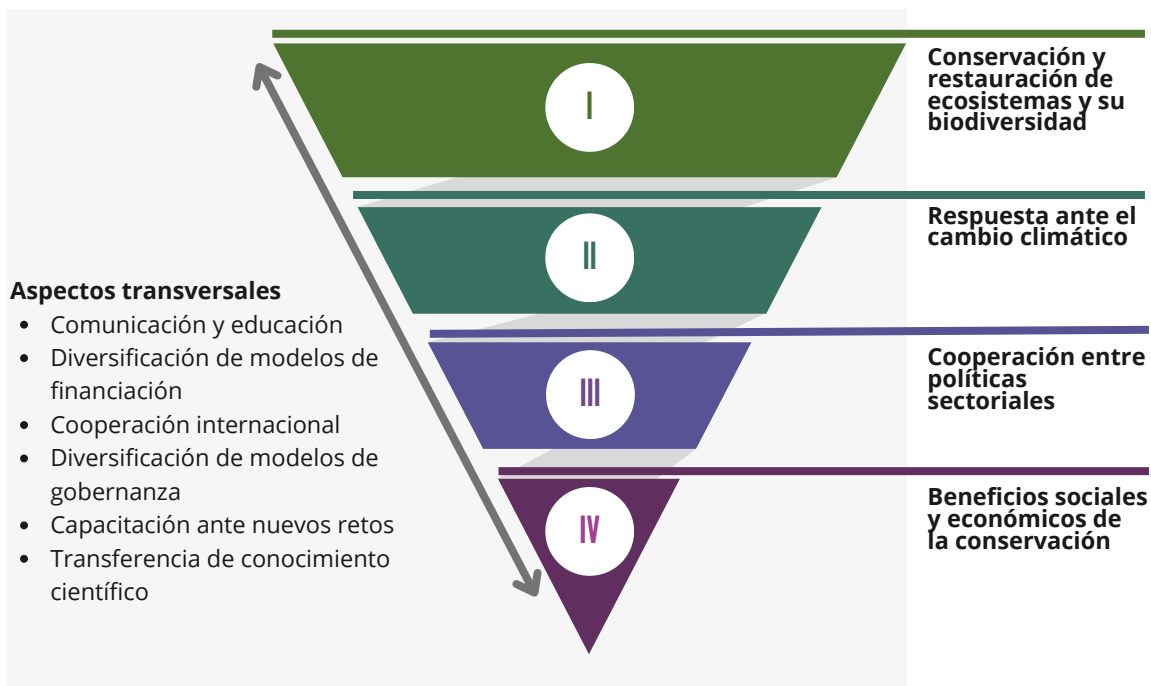 I
Conservación y
restauración de
ecosistemas y su
biodiversidad
II
Respuesta ante el
cambio climático
Aspectos transversales
• Comunicación y educación
• Diversificación de modelos de
financiación
• Cooperación internacional
• Diversificación de modelos de
gobernanza
• Capacitación ante nuevos retos
• Transferencia de conocimiento
científico
III
Cooperación entre
políticas
sectoriales
IV
Beneficios sociales
y económicos de
la conservación